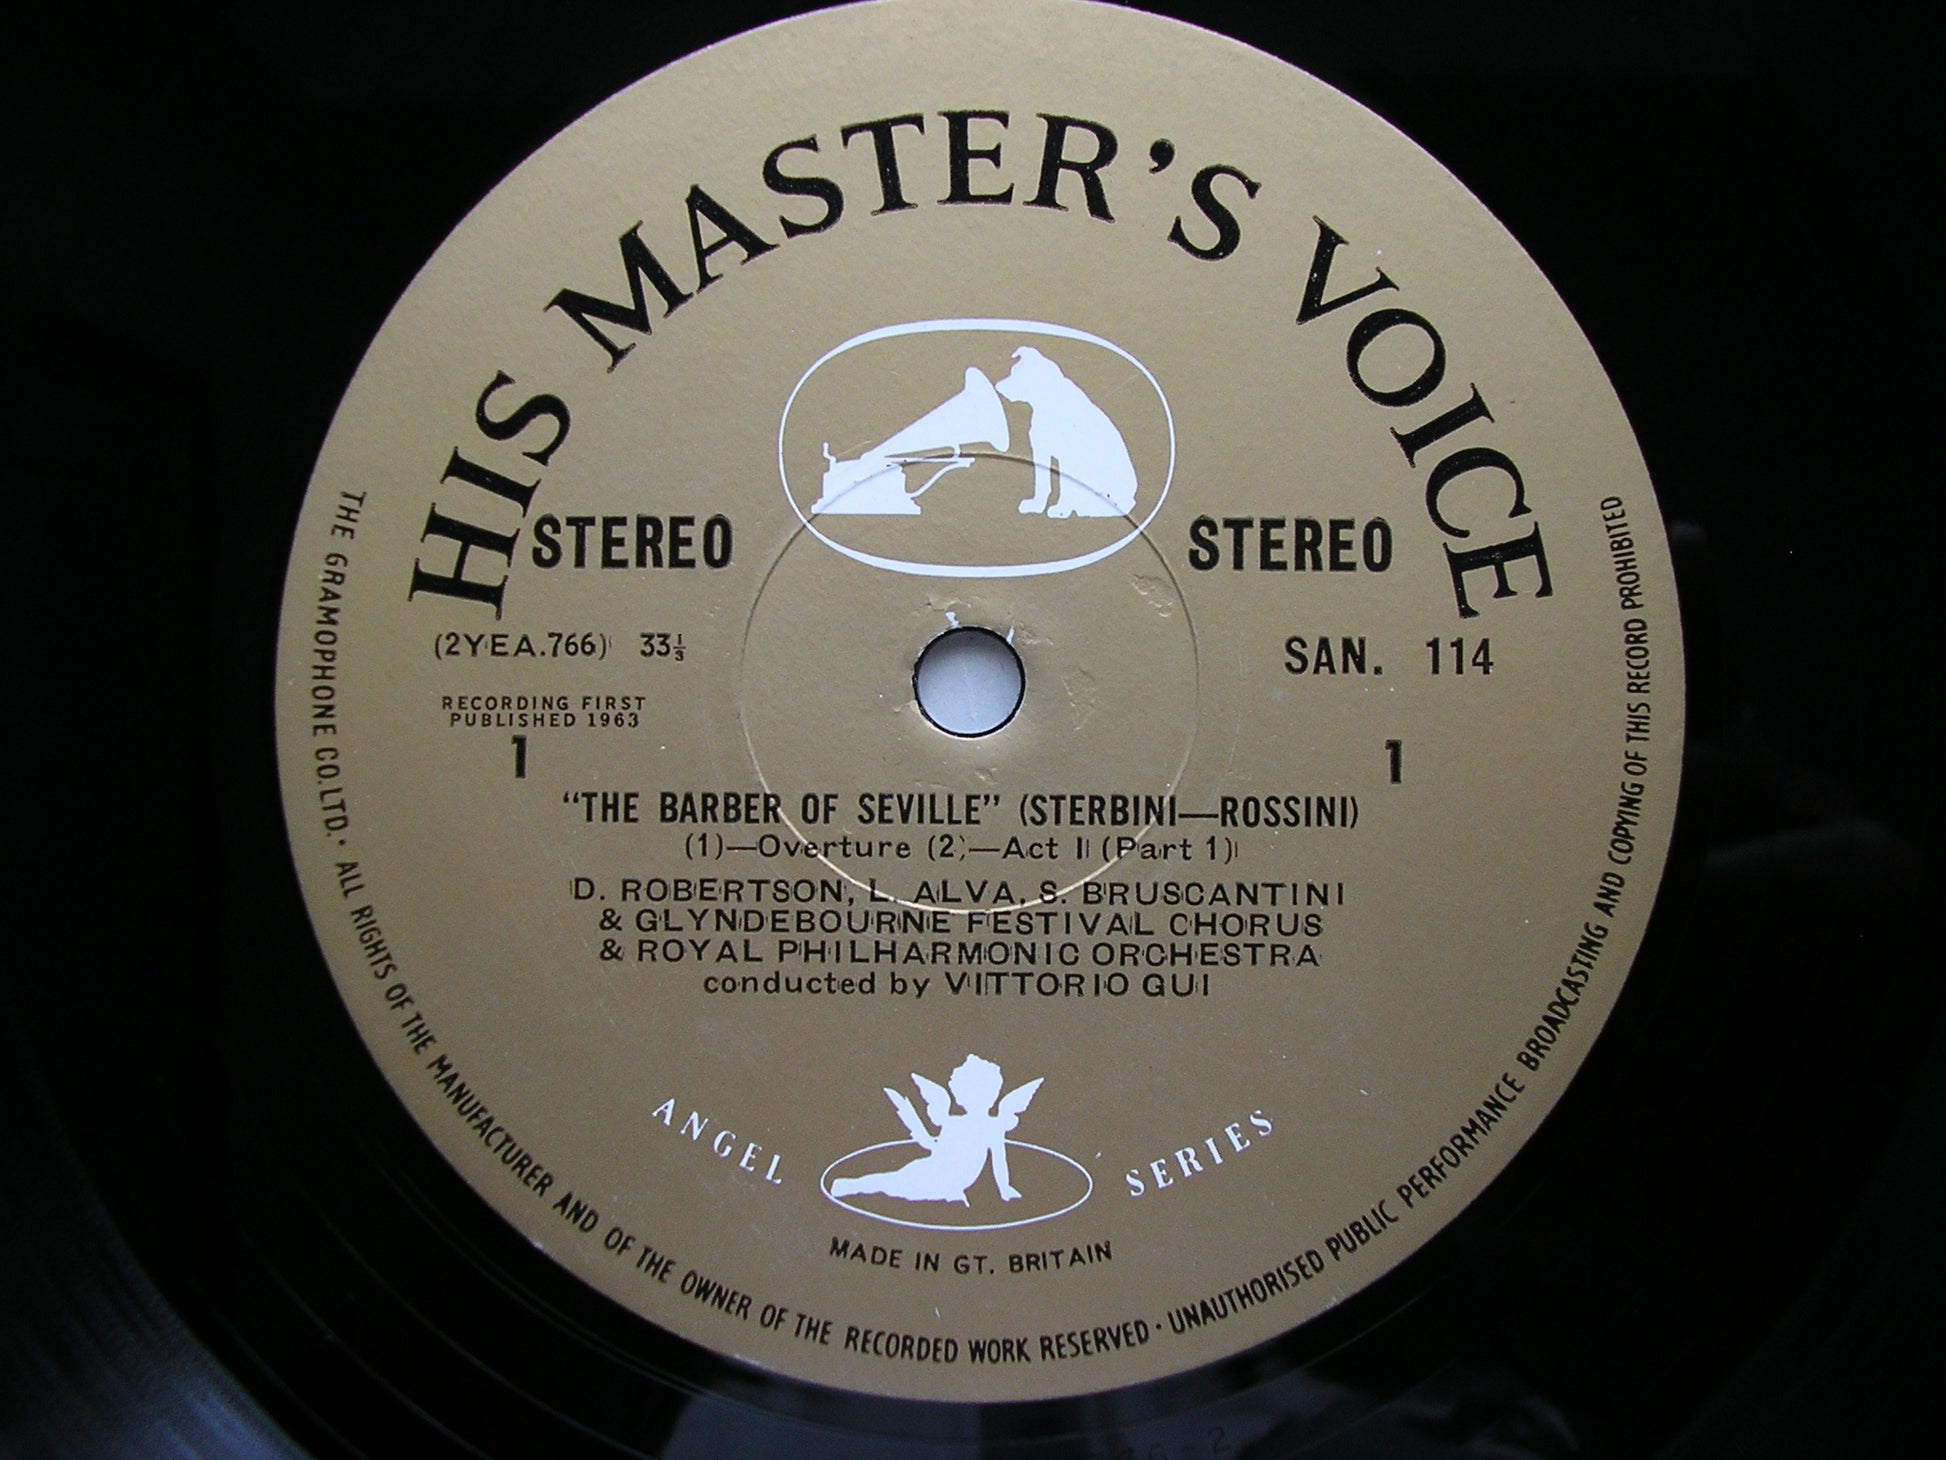 HIS MASTER'S VOICE
STEREO STEREO
(2YEA.766) 33⅓ SAN. 114
RECORDING FIRST
PUBLISHED 1963
1 1
"THE BARBER OF SEVILLE" (STERBINI—ROSSINI)
(1)—Overture (2)—Act I (Part 1)
D. ROBERTSON, L. ALVA, S. BRUSCANTINI
& GLYNDEBOURNE FESTIVAL CHORUS
& ROYAL PHILHARMONIC ORCHESTRA
conducted by VITTORIO GUI
ANGEL SERIES
MADE IN GT. BRITAIN
THE GRAMOPHONE CO.LTD. · ALL RIGHTS OF THE MANUFACTURER AND OF THE OWNER OF THE RECORDED WORK RESERVED · UNAUTHORISED PUBLIC PERFORMANCE BROADCASTING AND COPYING OF THIS RECORD PROHIBITED